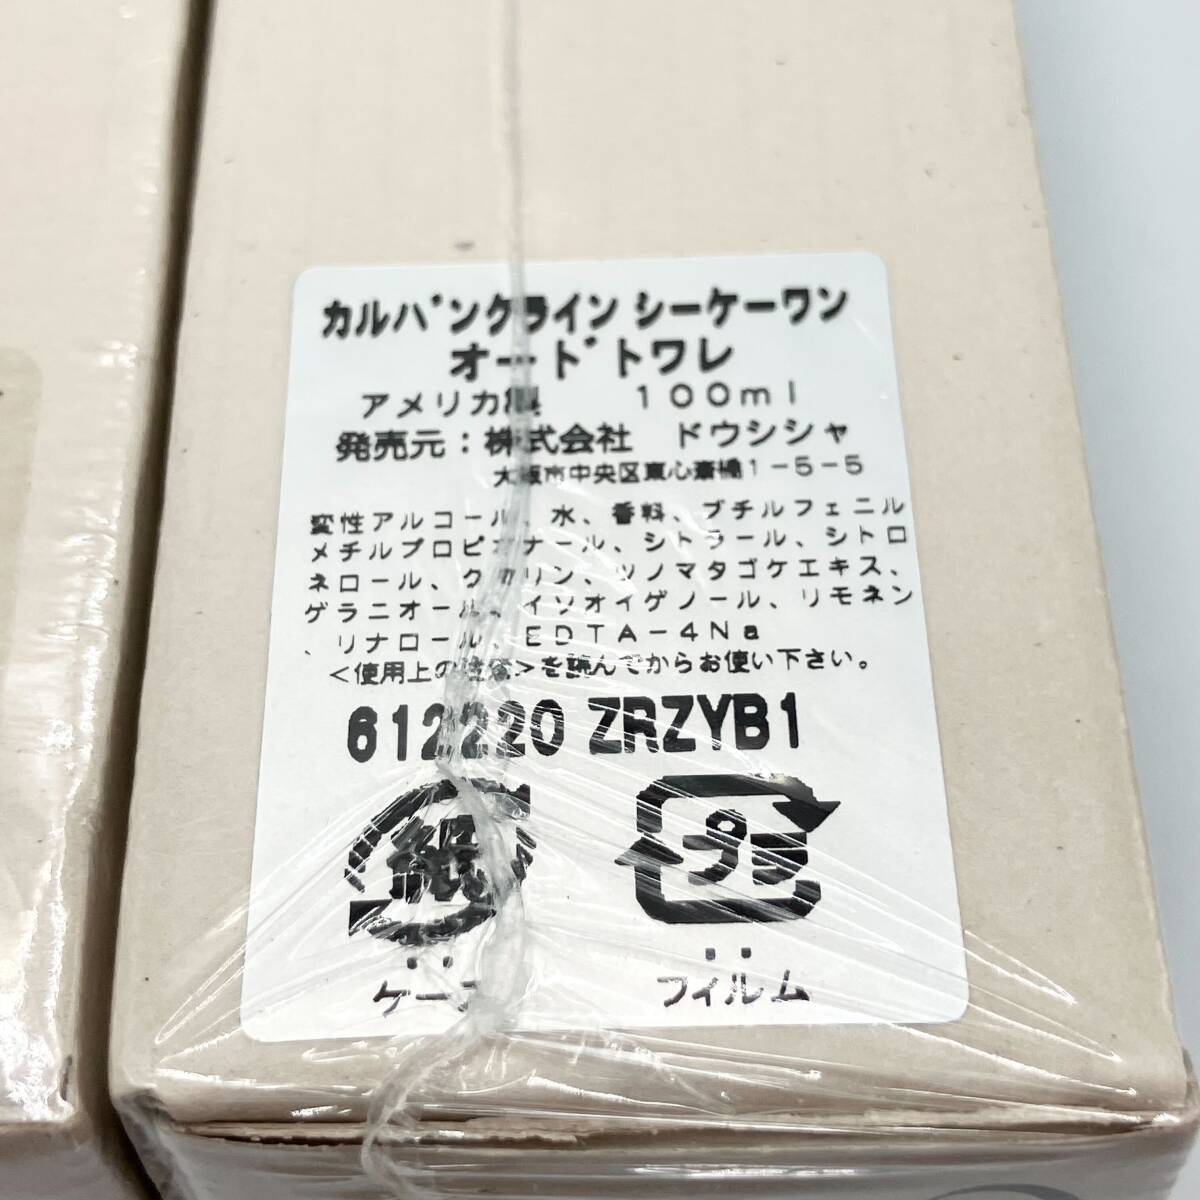 カルバンクライン シーケーワン
オードトワレ
アメリカ製　100ml
発売元：株式会社　ドウシシャ
大阪市中央区東心斎橋1-5-5
変性アルコール、水、香料、ブチルフェニル
メチルプロピオナール、シトラール、シトロ
ネロール、クマリン、ツノマタゴケエキス、
ゲラニオール、イソオイゲノール、リモネン
、リナロール、EDTA-4Na
<使用上の注意>を読んでからお使い下さい。
612220 ZRZYB1
紙
プラ
ケース
フィルム